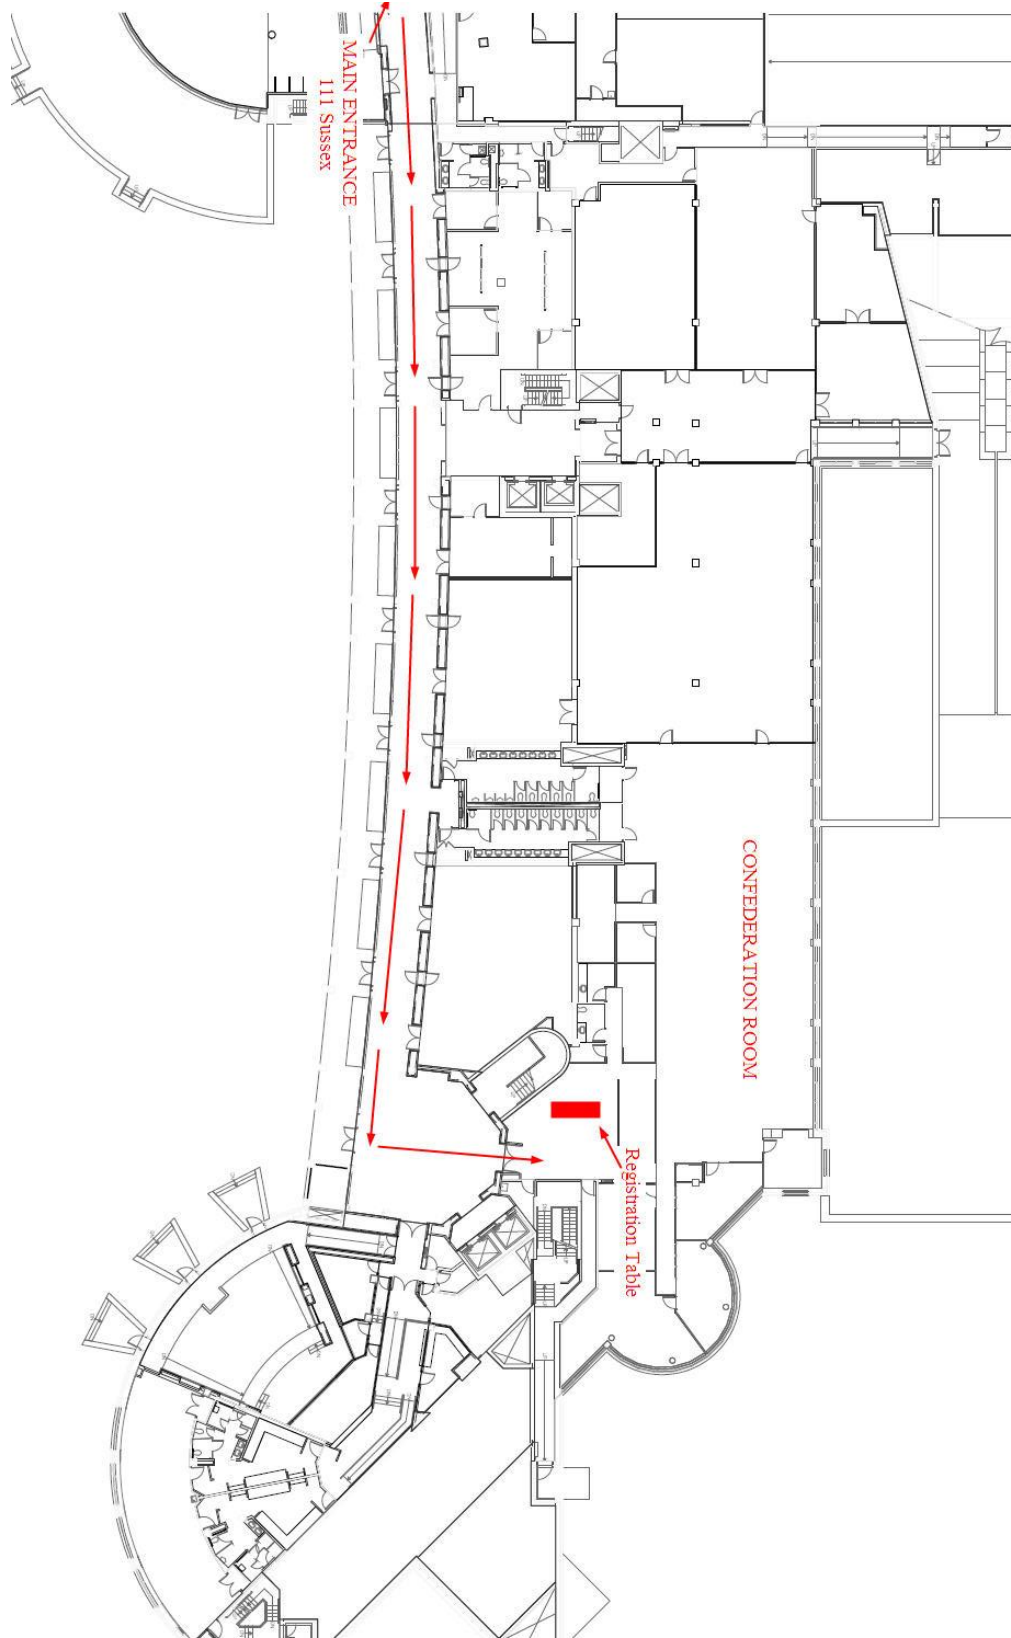 MAIN ENTRANCE
111 Sussex
CONFEDERATION ROOM
Registration Table